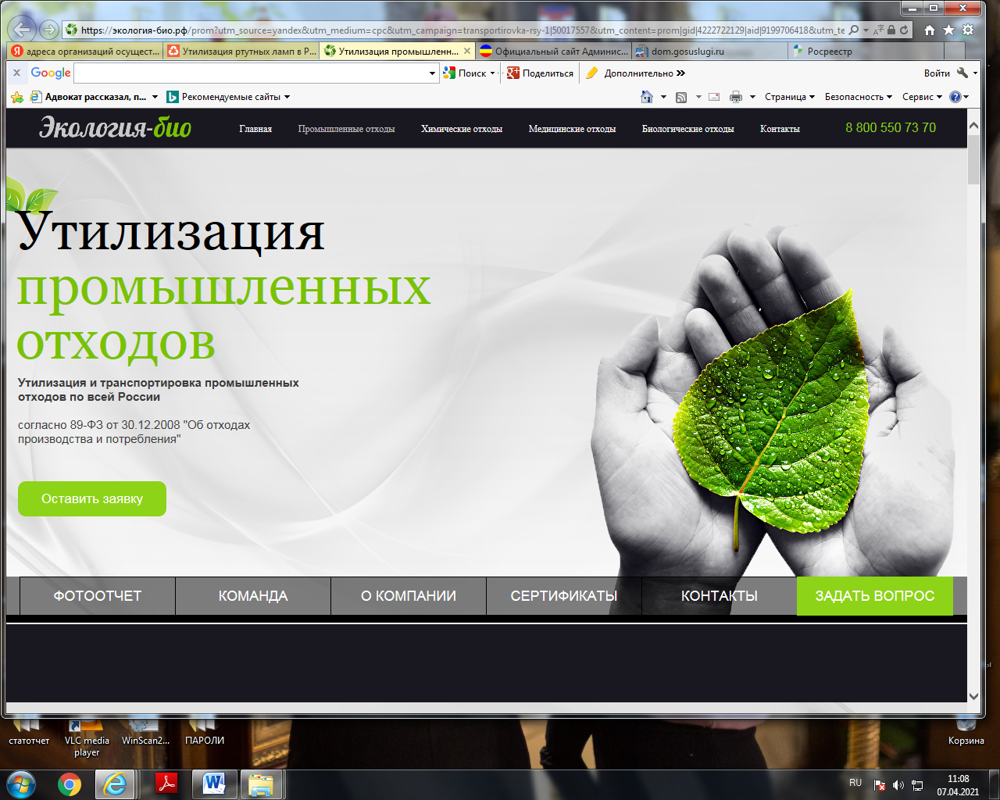 https://экология-био.рф/prom?utm_source=yandex&utm_medium=cpc&utm_campaign=transportirovka-rsy-1|50017557&utm_content=prom|gid|4222722129|aid|9199706418&utm_te
адреса организаций осущест...
Утилизация ртутных ламп в Р...
Утилизация промышленн...
Официальный сайт Админис...
dom.gosuslugi.ru
Росреестр
x Google
Поиск
Поделиться
Дополнительно
Войти
Адвокат рассказал, п...
Рекомендуемые сайты
Страница
Безопасность
Сервис
Экология-био
Главная
Промышленные отходы
Химические отходы
Медицинские отходы
Биологические отходы
Контакты
8 800 550 73 70
Утилизация
промышленных
отходов
Утилизация и транспортировка промышленных
отходов по всей России
согласно 89-ФЗ от 30.12.2008 "Об отходах
производства и потребления"
Оставить заявку
ФОТООТЧЕТ
КОМАНДА
О КОМПАНИИ
СЕРТИФИКАТЫ
КОНТАКТЫ
ЗАДАТЬ ВОПРОС
статотчет
VLC media
player
WinScan2...
ПАРОЛИ
Корзина
RU
11:08
07.04.2021